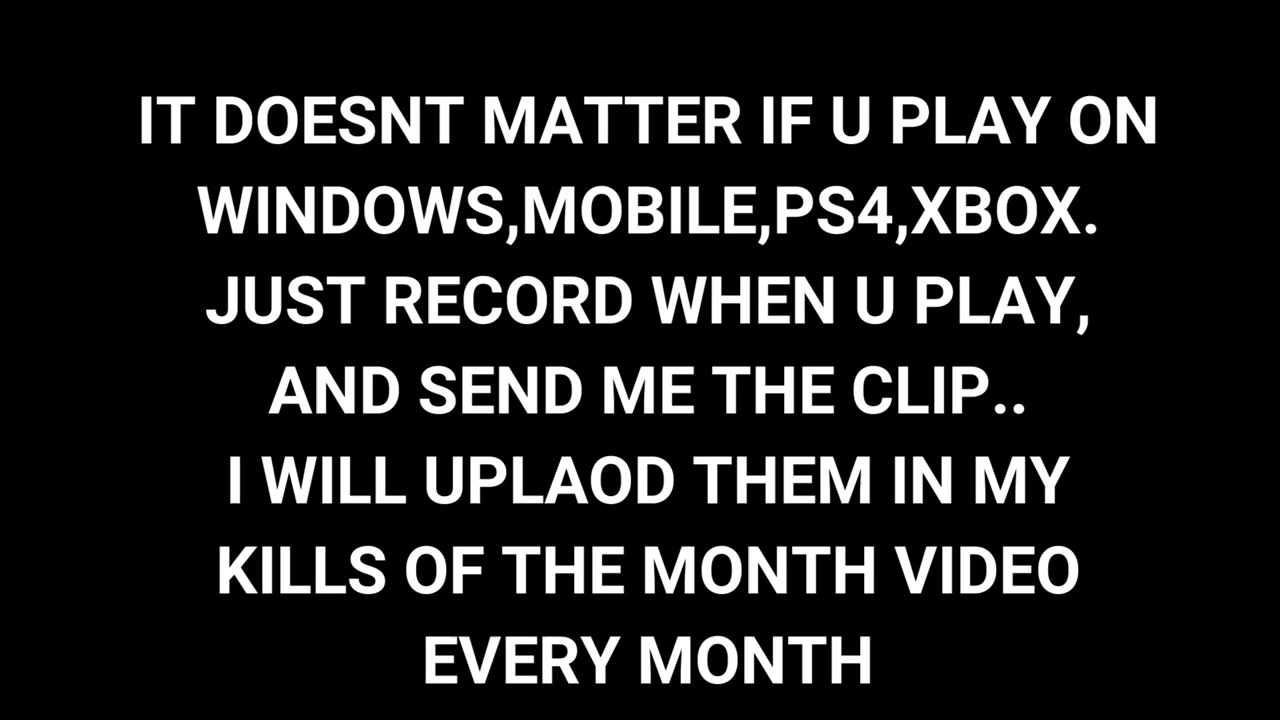 IT DOESNT MATTER IF U PLAY ON
WINDOWS,MOBILE,PS4,XBOX.
JUST RECORD WHEN U PLAY,
AND SEND ME THE CLIP..
I WILL UPLAOD THEM IN MY
KILLS OF THE MONTH VIDEO
EVERY MONTH